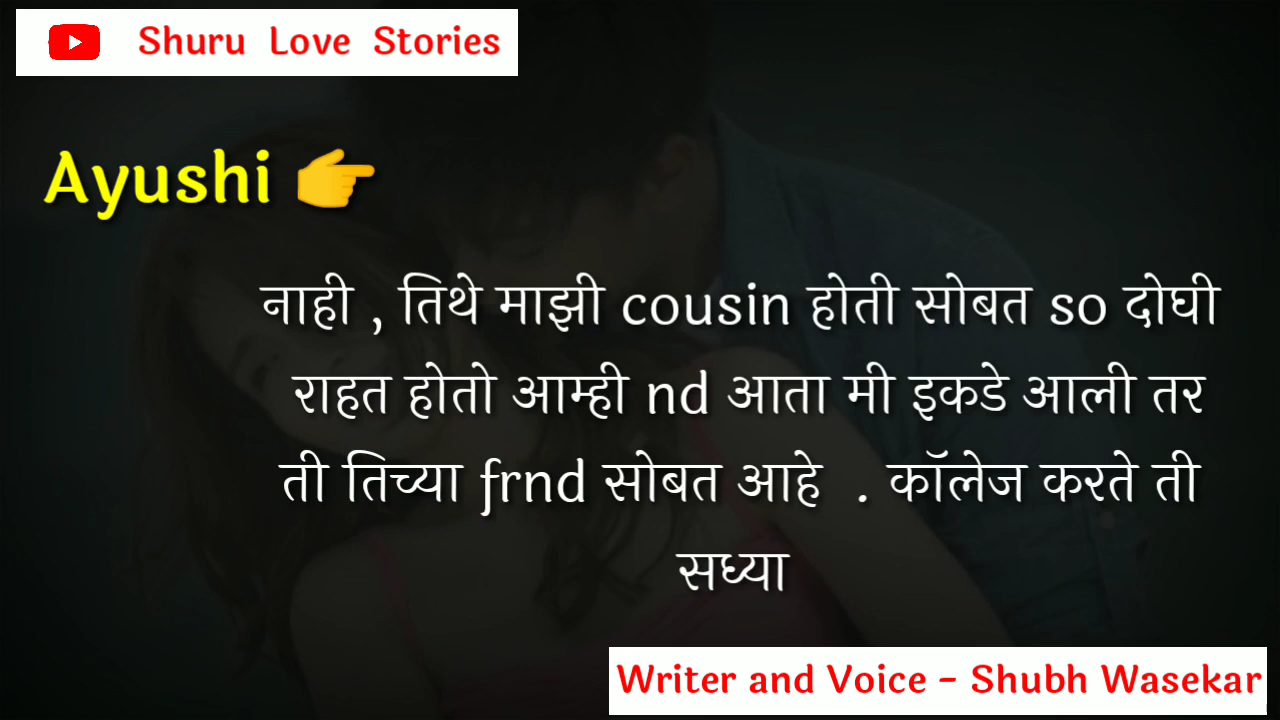 Shuru Love Stories
Ayushi 👉
नाही , तिथे माझी cousin होती सोबत so दोघी
राहत होतो आम्ही nd आता मी इकडे आली तर
ती तिच्या frnd सोबत आहे . कॉलेज करते ती
सध्या
Writer and Voice - Shubh Wasekar